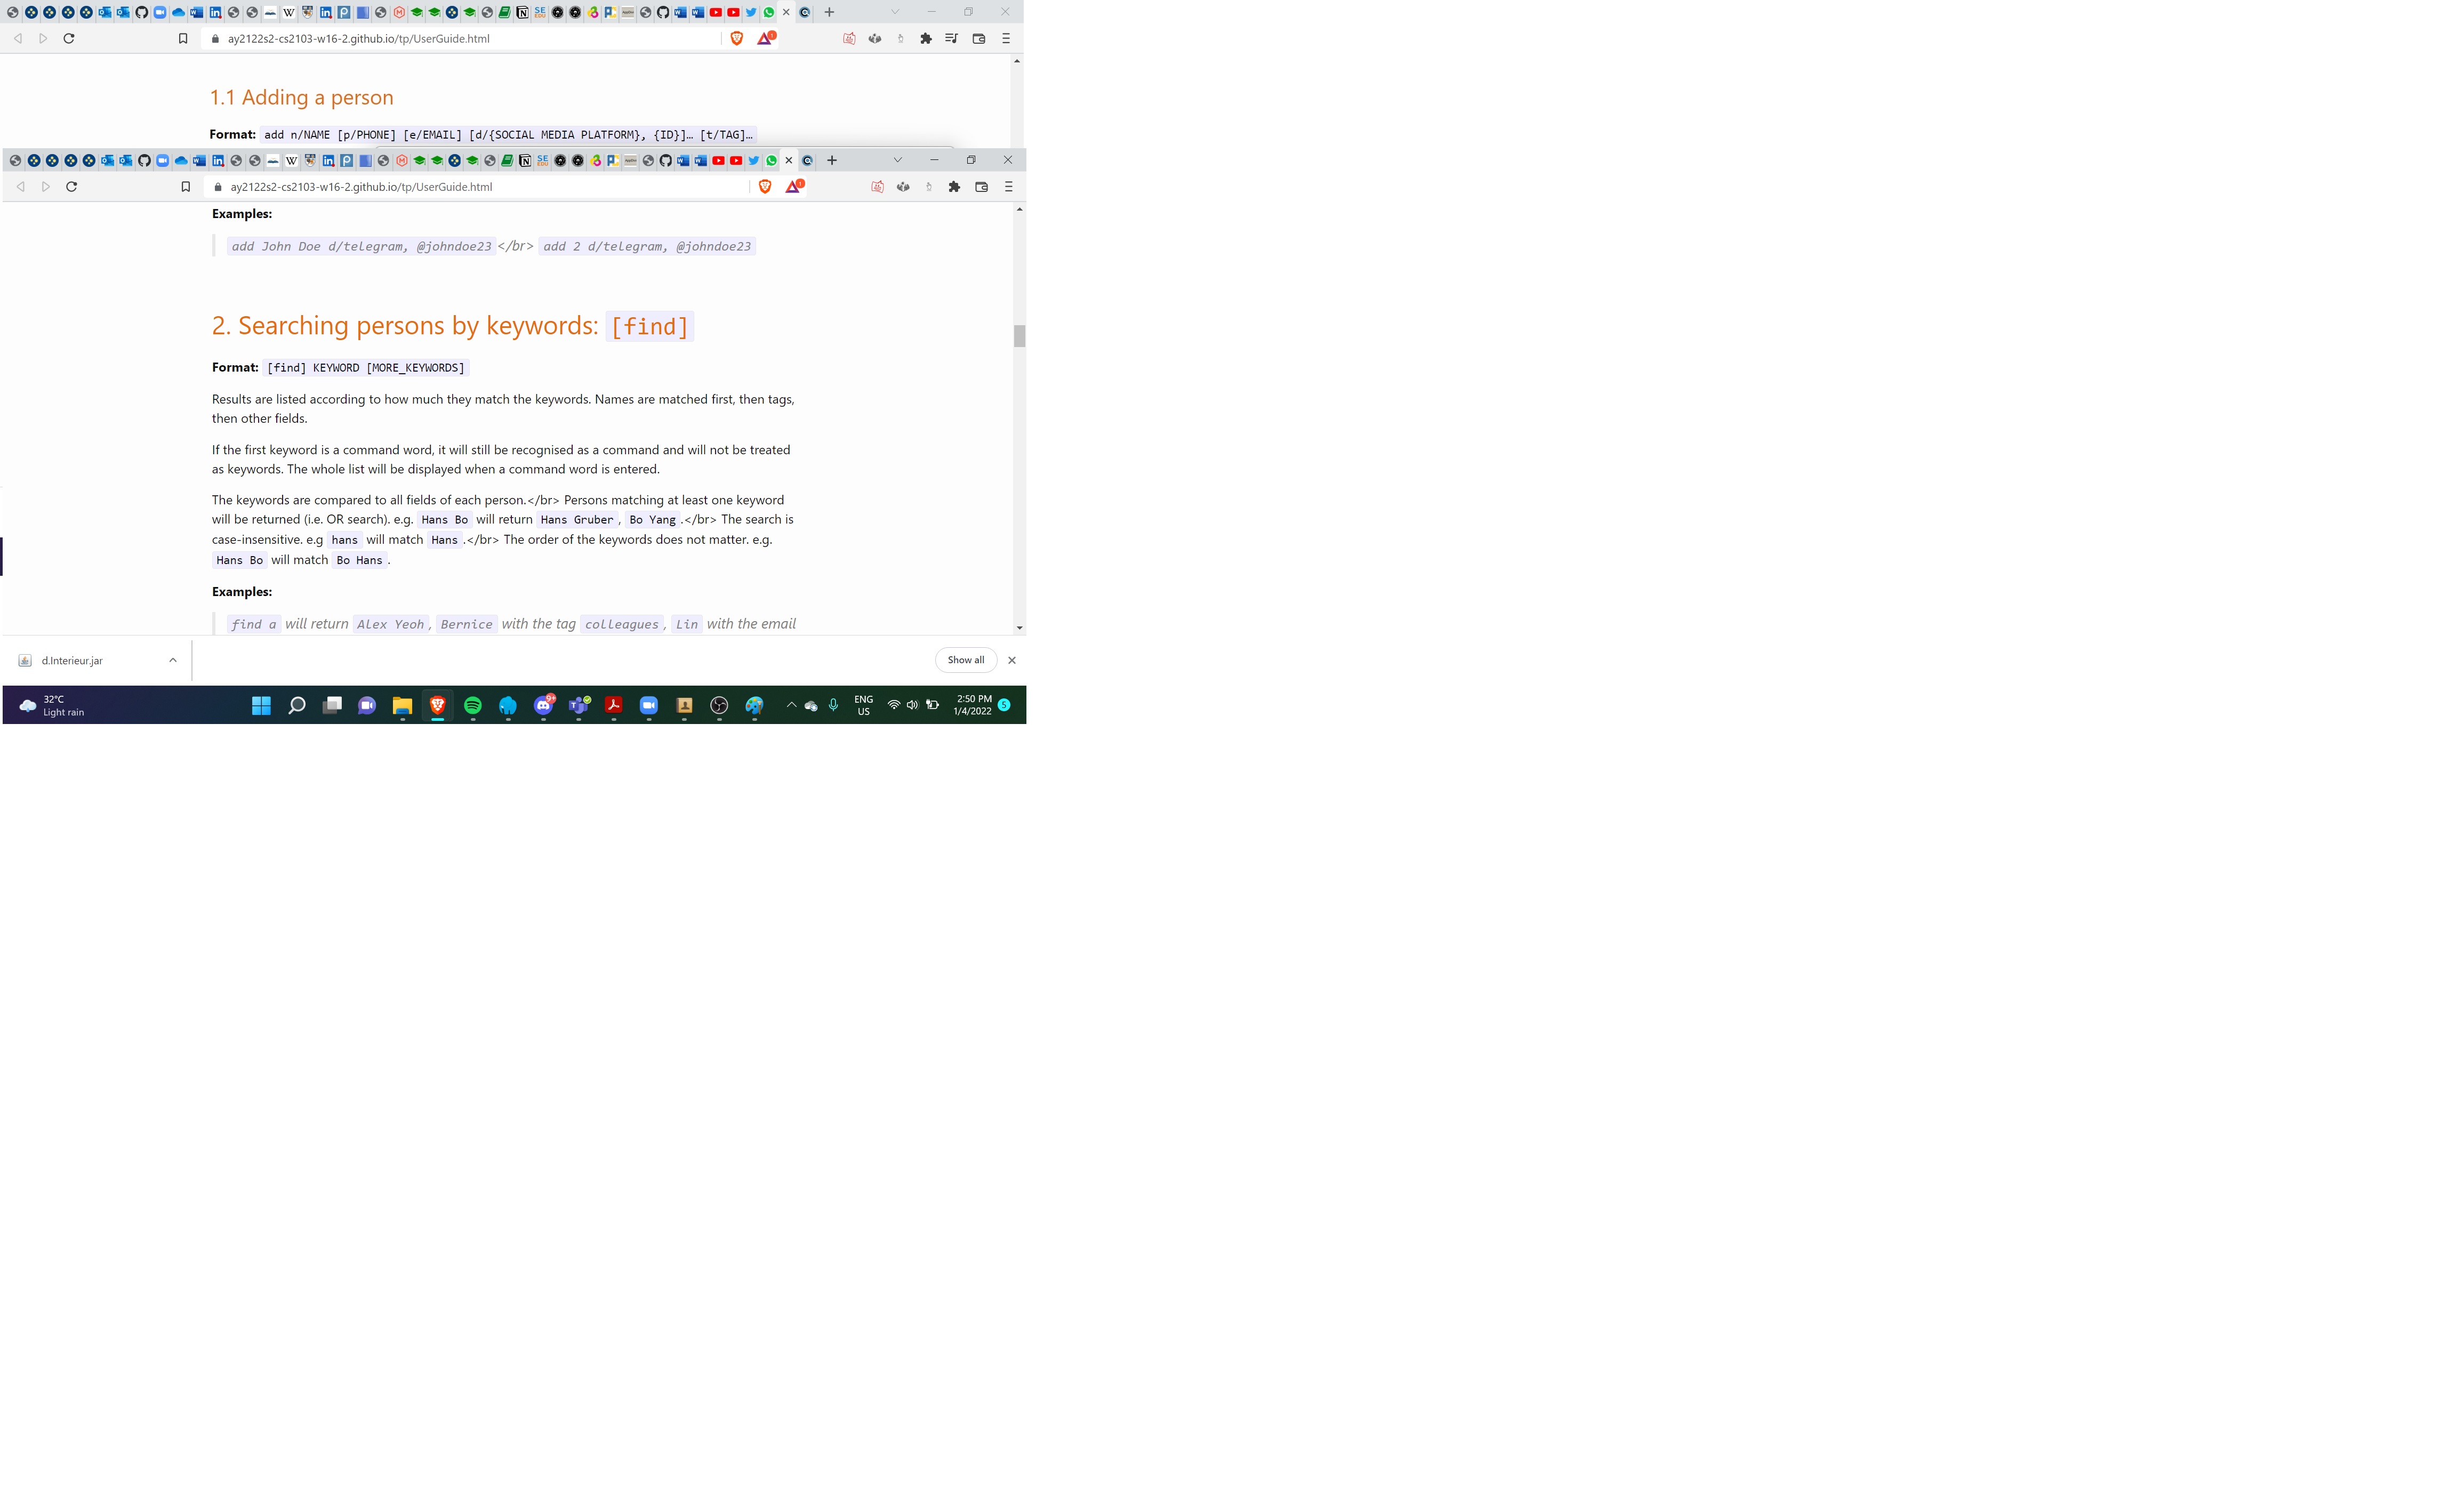 ay2122s2-cs2103-w16-2.github.io/tp/UserGuide.html
1.1 Adding a person
Format: add n/NAME [p/PHONE] [e/EMAIL] [d/{SOCIAL MEDIA PLATFORM}, {ID}]… [t/TAG]…
ay2122s2-cs2103-w16-2.github.io/tp/UserGuide.html
Examples:
add John Doe d/telegram, @johndoe23 </br> add 2 d/telegram, @johndoe23
2. Searching persons by keywords: [find]
Format: [find] KEYWORD [MORE_KEYWORDS]
Results are listed according to how much they match the keywords. Names are matched first, then tags,
then other fields.
If the first keyword is a command word, it will still be recognised as a command and will not be treated
as keywords. The whole list will be displayed when a command word is entered.
The keywords are compared to all fields of each person.</br> Persons matching at least one keyword
will be returned (i.e. OR search). e.g. Hans Bo will return Hans Gruber, Bo Yang.</br> The search is
case-insensitive. e.g hans will match Hans.</br> The order of the keywords does not matter. e.g.
Hans Bo will match Bo Hans.
Examples:
find a will return Alex Yeoh, Bernice with the tag colleagues, Lin with the email
d.Interieur.jar
Show all
32°C
Light rain
ENG
US
2:50 PM
1/4/2022
5